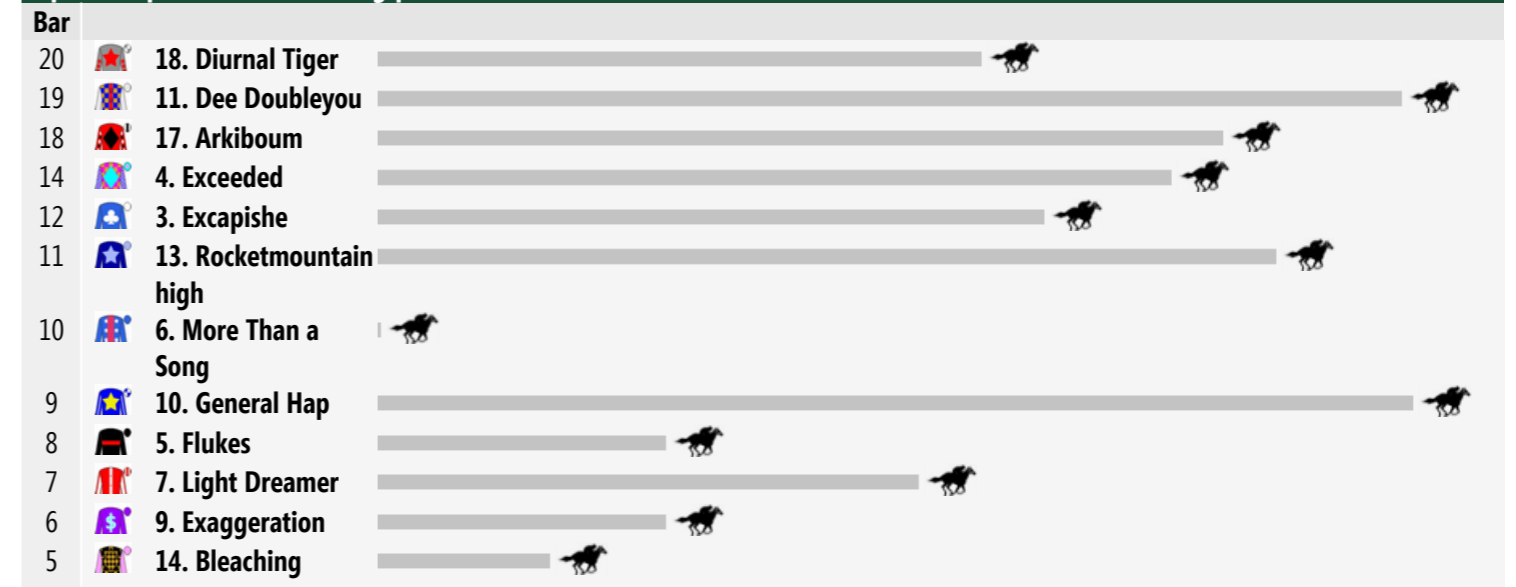 Bar
20 18. Diurnal Tiger
19 11. Dee Doubleyou
18 17. Arkiboum
14 4. Exceeded
12 3. Excapishe
11 13. Rocketmountain
high
10 6. More Than a
Song
9 10. General Hap
8 5. Flukes
7 7. Light Dreamer
6 9. Exaggeration
5 14. Bleaching